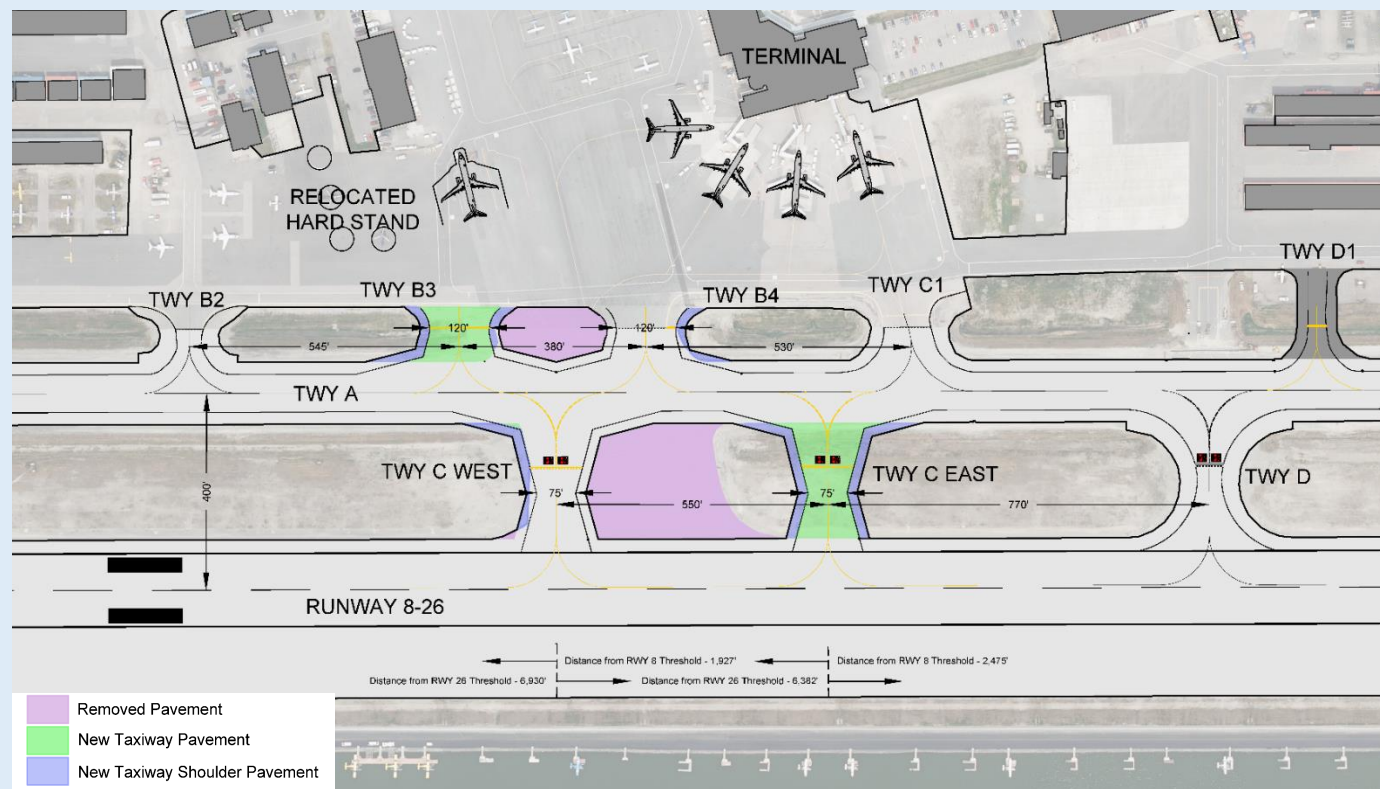 TERMINAL
RELOCATED
HARD STAND
TWY D1
TWY B2
TWY B3
TWY B4
TWY C1
120'
120'
545'
380'
530'
TWY A
TWY C WEST
TWY C EAST
TWY D
400'
75'
550'
75'
770'
RUNWAY 8-26
Distance from RWY 8 Threshold - 1,927'
Distance from RWY 8 Threshold - 2,475'
Distance from RWY 26 Threshold - 6,930'
Distance from RWY 26 Threshold - 6,382'
Removed Pavement
New Taxiway Pavement
New Taxiway Shoulder Pavement